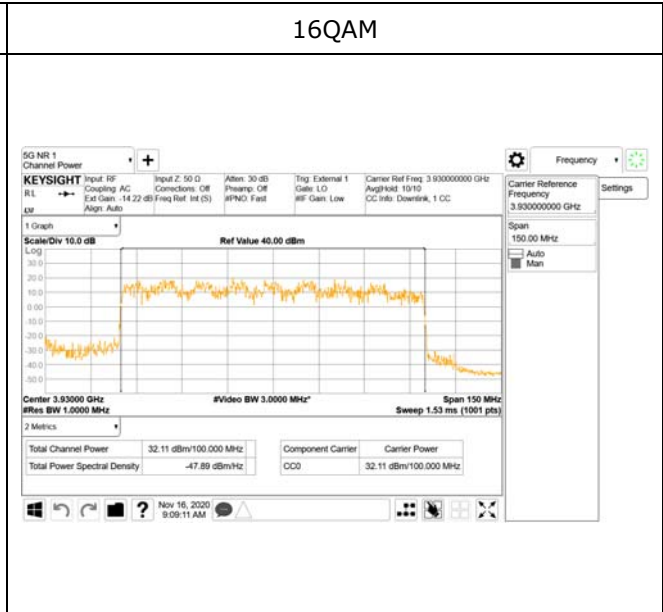 16QAM
5G NR 1
Channel Power
Frequency
KEYSIGHT
RL
Input: RF
Coupling: AC
Ext Gain: -14.22 dB
Align: Auto
Input Z: 50 Ω
Corrections: Off
Freq Ref: Int (S)
Atten: 30 dB
Preamp: Off
#PNO: Fast
Trig: External 1
Gate: LO
#IF Gain: Low
Carrier Ref Freq: 3.930000000 GHz
Avg|Hold: 10/10
CC Info: Downlink, 1 CC
Carrier Reference
Frequency
3.930000000 GHz
Settings
Span
150.00 MHz
Auto
Man
1 Graph
Scale/Div 10.0 dB
Ref Value 40.00 dBm
Log
30.0
20.0
10.0
0.00
-10.0
-20.0
-30.0
-40.0
-50.0
Center 3.93000 GHz
#Video BW 3.0000 MHz*
Span 150 MHz
#Res BW 1.0000 MHz
Sweep 1.53 ms (1001 pts)
2 Metrics
Total Channel Power 32.11 dBm/100.000 MHz
Total Power Spectral Density -47.89 dBm/Hz
Component Carrier Carrier Power
CC0 32.11 dBm/100.000 MHz
?
Nov 16, 2020
9:09:11 AM